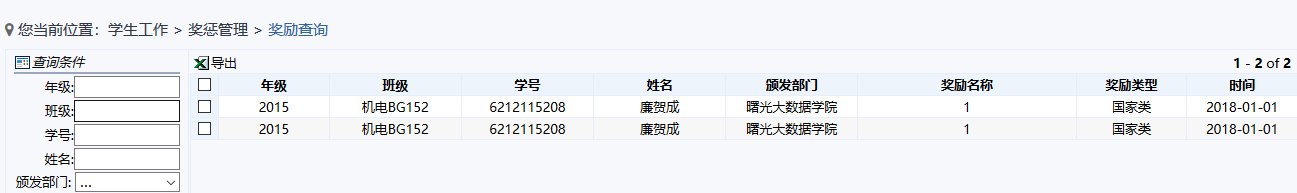 您当前位置：学生工作 > 奖惩管理 > 奖励查询
查询条件
年级:
班级:
学号:
姓名:
颁发部门: ...
导出 1 - 2 of 2
年级 班级 学号 姓名 颁发部门 奖励名称 奖励类型 时间
2015 机电BG152 6212115208 廉贺成 曙光大数据学院 1 国家类 2018-01-01
2015 机电BG152 6212115208 廉贺成 曙光大数据学院 1 国家类 2018-01-01